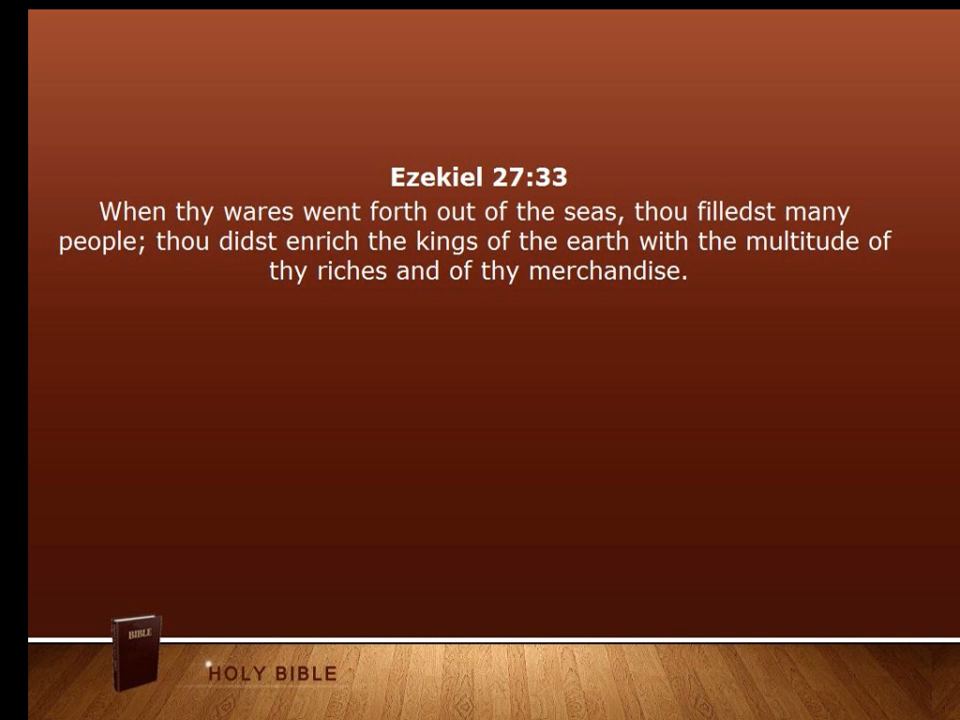 Ezekiel 27:33
When thy wares went forth out of the seas, thou filledst many
people; thou didst enrich the kings of the earth with the multitude of
thy riches and of thy merchandise.
BIBLE
HOLY BIBLE